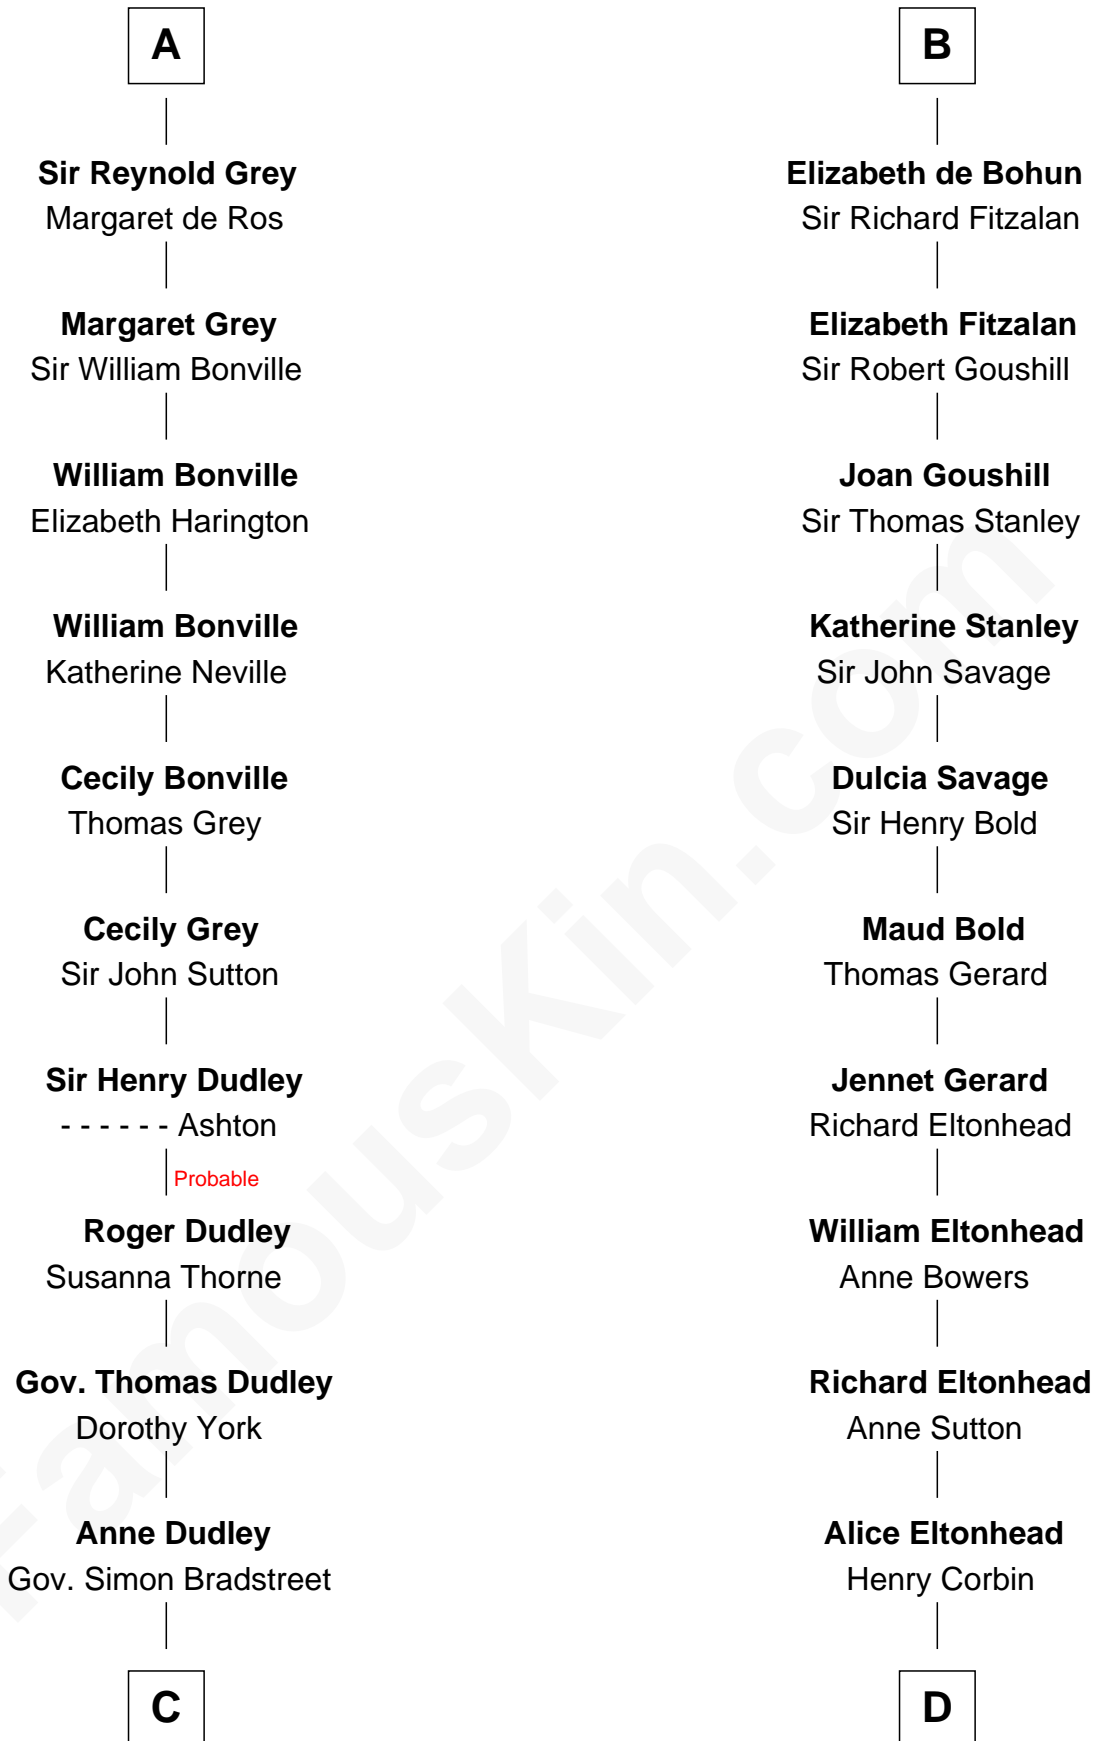 A
Sir Reynold Grey
Margaret de Ros
Margaret Grey
Sir William Bonville
William Bonville
Elizabeth Harington
William Bonville
Katherine Neville
Cecily Bonville
Thomas Grey
Cecily Grey
Sir John Sutton
Sir Henry Dudley
- - - - - - Ashton
Probable
Roger Dudley
Susanna Thorne
Gov. Thomas Dudley
Dorothy York
Anne Dudley
Gov. Simon Bradstreet
C
B
Elizabeth de Bohun
Sir Richard Fitzalan
Elizabeth Fitzalan
Sir Robert Goushill
Joan Goushill
Sir Thomas Stanley
Katherine Stanley
Sir John Savage
Dulcia Savage
Sir Henry Bold
Maud Bold
Thomas Gerard
Jennet Gerard
Richard Eltonhead
William Eltonhead
Anne Bowers
Richard Eltonhead
Anne Sutton
Alice Eltonhead
Henry Corbin
D
FamousKin.com